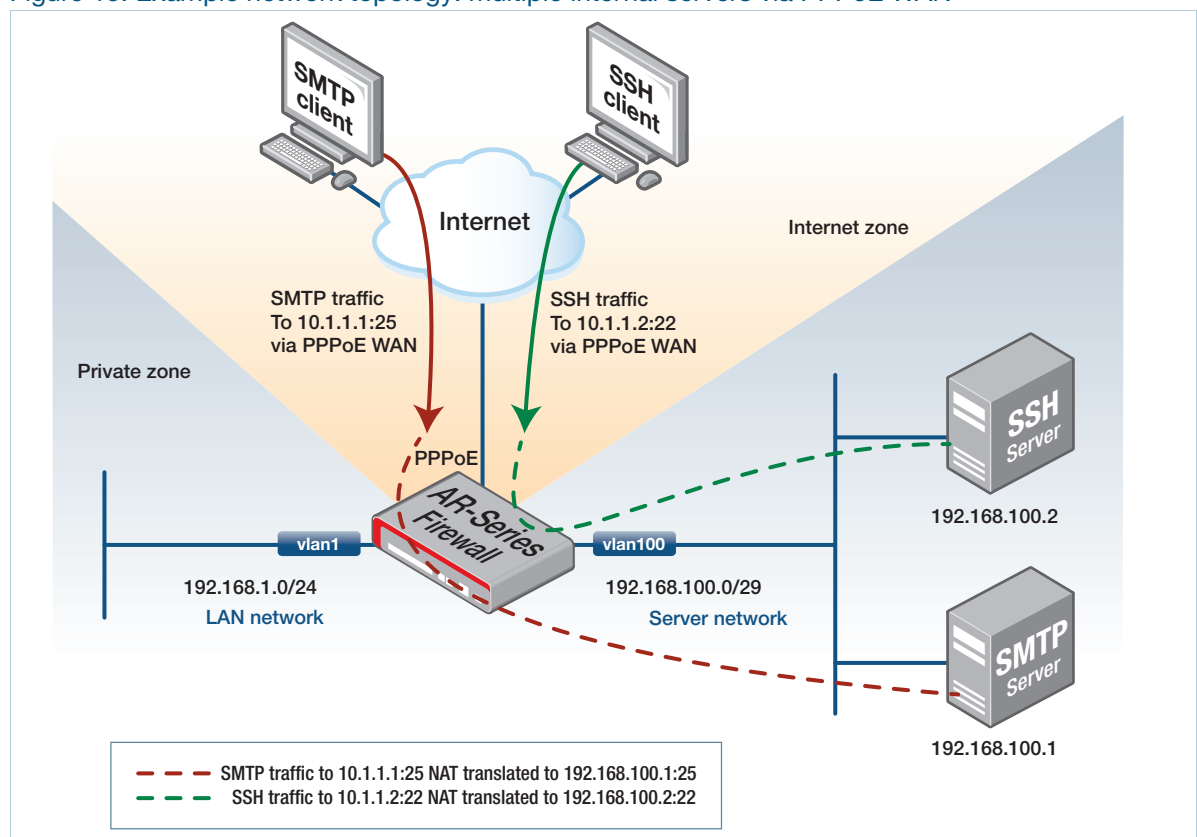 SMTP
client
SSH
client
Internet
Internet zone
SMTP traffic
To 10.1.1.1:25
via PPPoE WAN
SSH traffic
To 10.1.1.2:22
via PPPoE WAN
Private zone
PPPoE
AR-Series
Firewall
vlan1
vlan100
SSH
Server
192.168.100.2
192.168.1.0/24
LAN network
192.168.100.0/29
Server network
SMTP
Server
192.168.100.1
SMTP traffic to 10.1.1.1:25 NAT translated to 192.168.100.1:25
SSH traffic to 10.1.1.2:22 NAT translated to 192.168.100.2:22